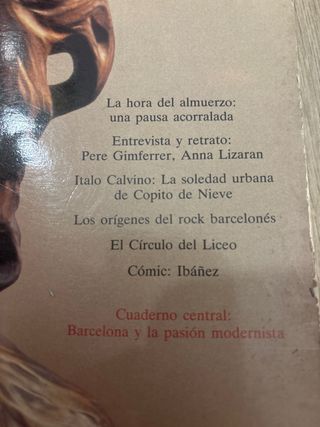 La hora del almuerzo:
una pausa acorralada
Entrevista y retrato:
Pere Gimferrer, Anna Lizaran
Italo Calvino: La soledad urbana
de Copito de Nieve
Los orígenes del rock barcelonés
El Círculo del Liceo
Cómic: Ibáñez
Cuaderno central:
Barcelona y la pasión modernista